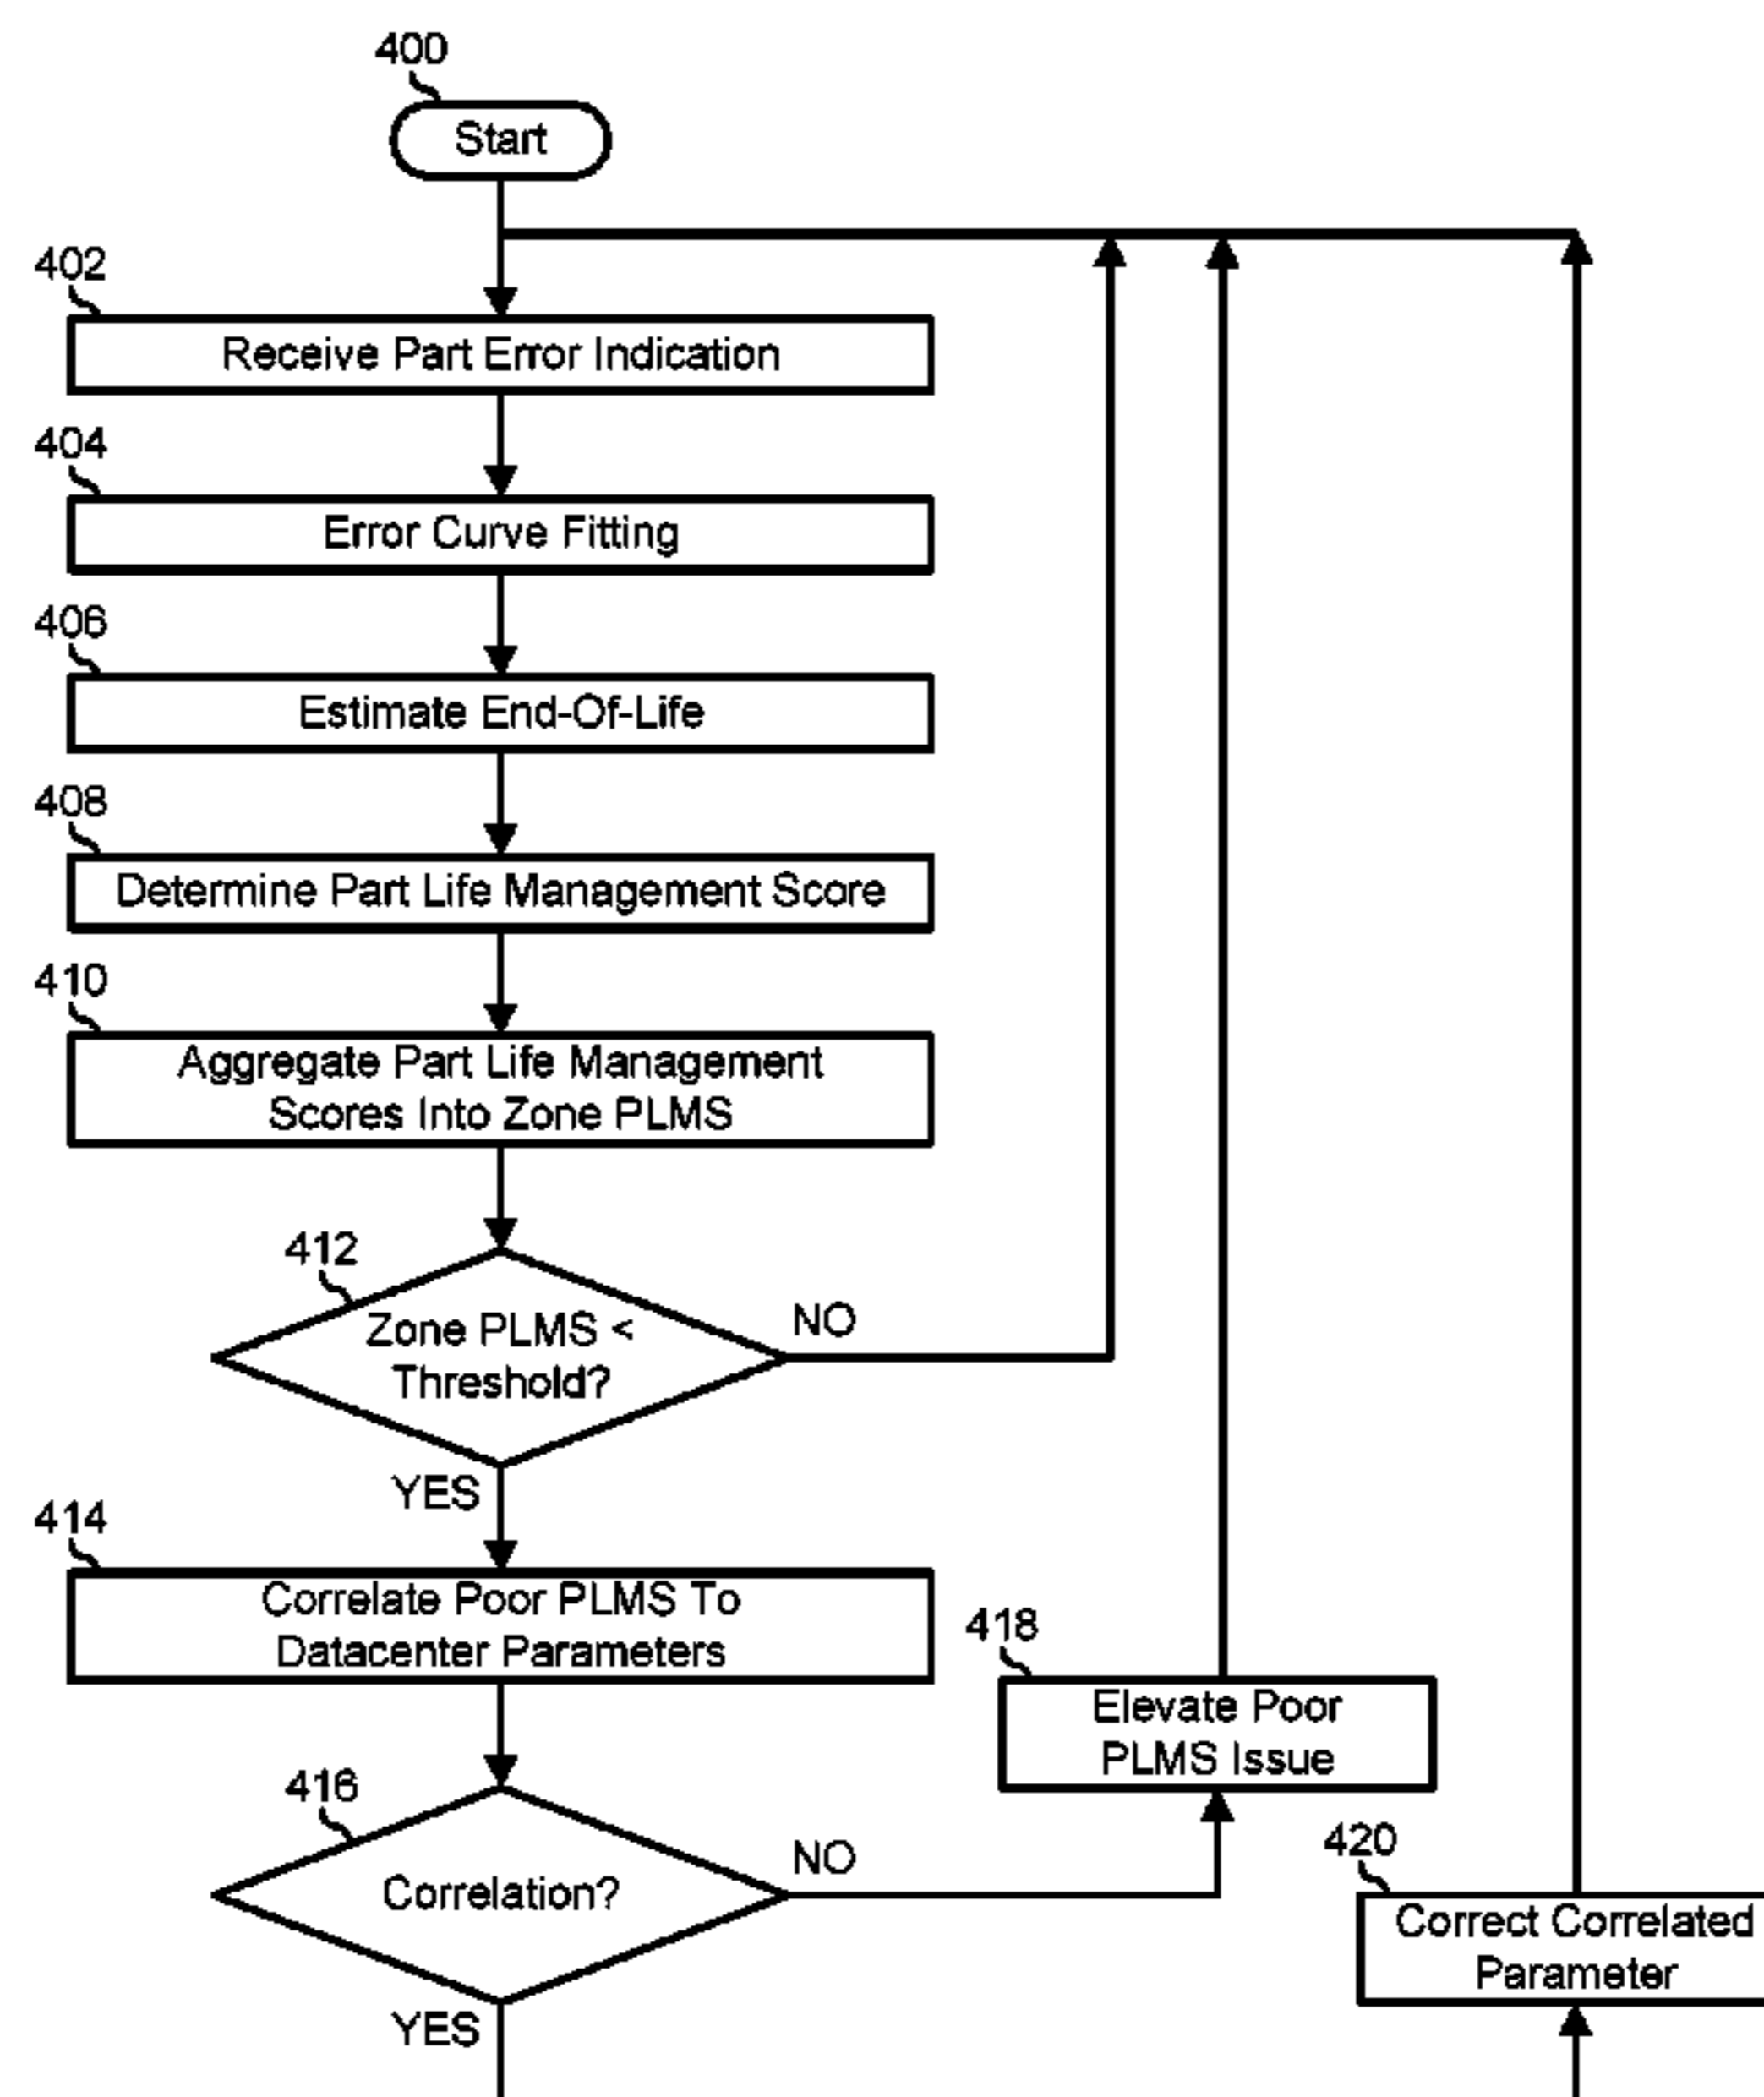 400
Start
402
Receive Part Error Indication
404
Error Curve Fitting
406
Estimate End-Of-Life
408
Determine Part Life Management Score
410
Aggregate Part Life Management
Scores Into Zone PLMS
412
Zone PLMS <
Threshold?
NO
YES
414
Correlate Poor PLMS To
Datacenter Parameters
416
Correlation?
NO
YES
418
Elevate Poor
PLMS Issue
420
Correct Correlated
Parameter